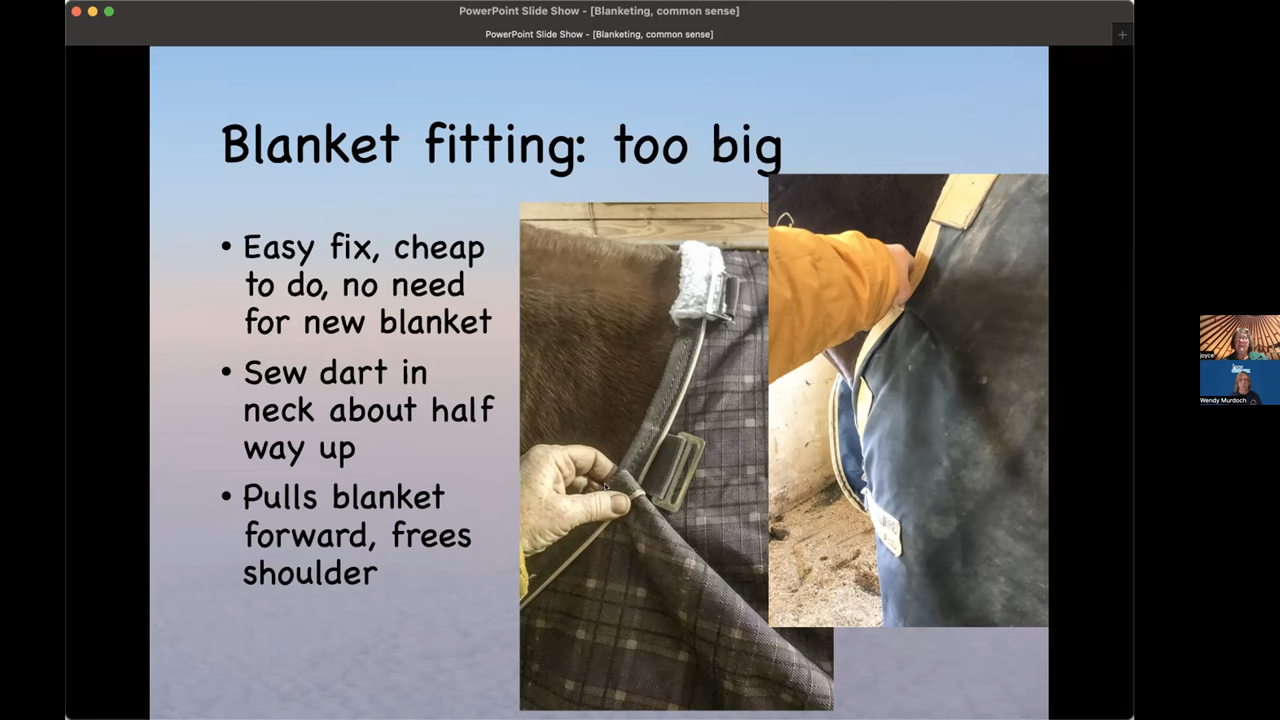 PowerPoint Slide Show - [Blanketing, common sense]
PowerPoint Slide Show - [Blanketing, common sense]
Blanket fitting: too big
• Easy fix, cheap
to do, no need
for new blanket
• Sew dart in
neck about half
way up
• Pulls blanket
forward, frees
shoulder
joyce
Wendy Murdoch